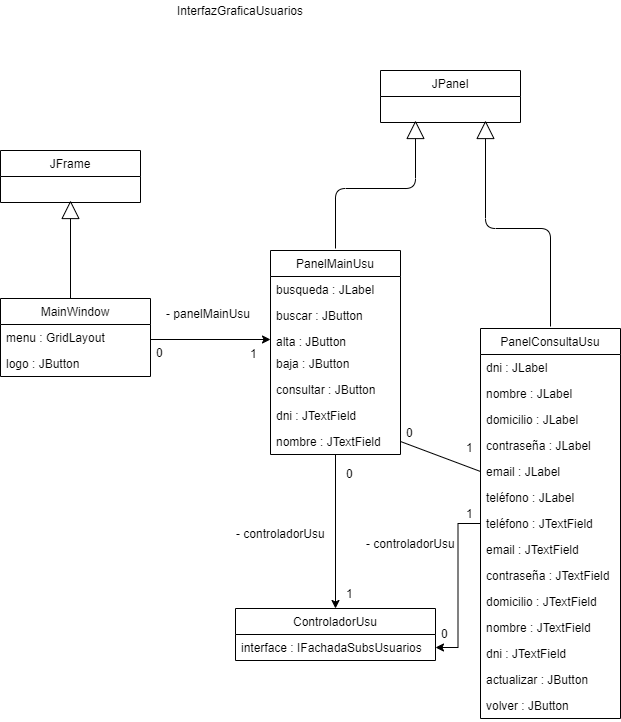 InterfazGraficaUsuarios
JPanel
JFrame
MainWindow
menu : GridLayout
logo : JButton
- panelMainUsu
0
1
PanelMainUsu
busqueda : JLabel
buscar : JButton
alta : JButton
baja : JButton
consultar : JButton
dni : JTextField
nombre : JTextField
0
1
0
- controladorUsu
1
PanelConsultaUsu
dni : JLabel
nombre : JLabel
domicilio : JLabel
contraseña : JLabel
email : JLabel
teléfono : JLabel
teléfono : JTextField
email : JTextField
contraseña : JTextField
domicilio : JTextField
nombre : JTextField
dni : JTextField
actualizar : JButton
volver : JButton
1
- controladorUsu
0
ControladorUsu
interface : IFachadaSubsUsuarios